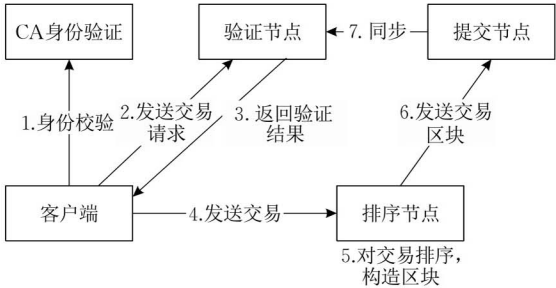 CA身份验证
验证节点
7. 同步
提交节点
1.身份校验
2.发送交易
请求
3. 返回验证
结果
6.发送交易
区块
客户端
4.发送交易
排序节点
5.对交易排序，
构造区块